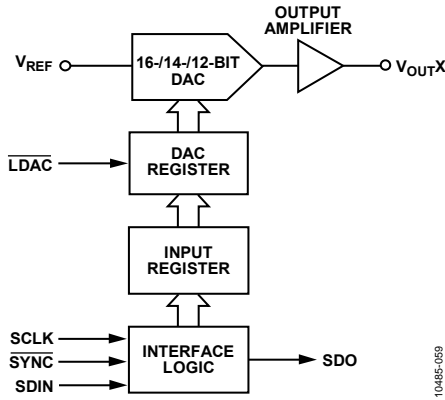 OUTPUT
AMPLIFIER
VREF
16-/14-/12-BIT
DAC
VOUTX
LDAC
DAC
REGISTER
INPUT
REGISTER
SCLK
SYNC
SDIN
INTERFACE
LOGIC
SDO
10485-059